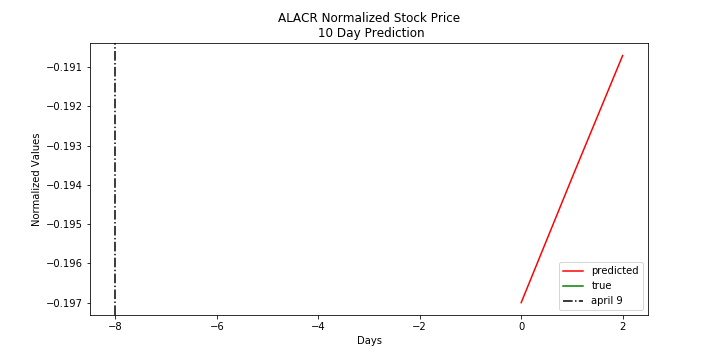 ALACR Normalized Stock Price
10 Day Prediction
Normalized Values
−0.191
−0.192
−0.193
−0.194
−0.195
−0.196
−0.197
−8
−6
−4
−2
0
2
Days
predicted
true
april 9